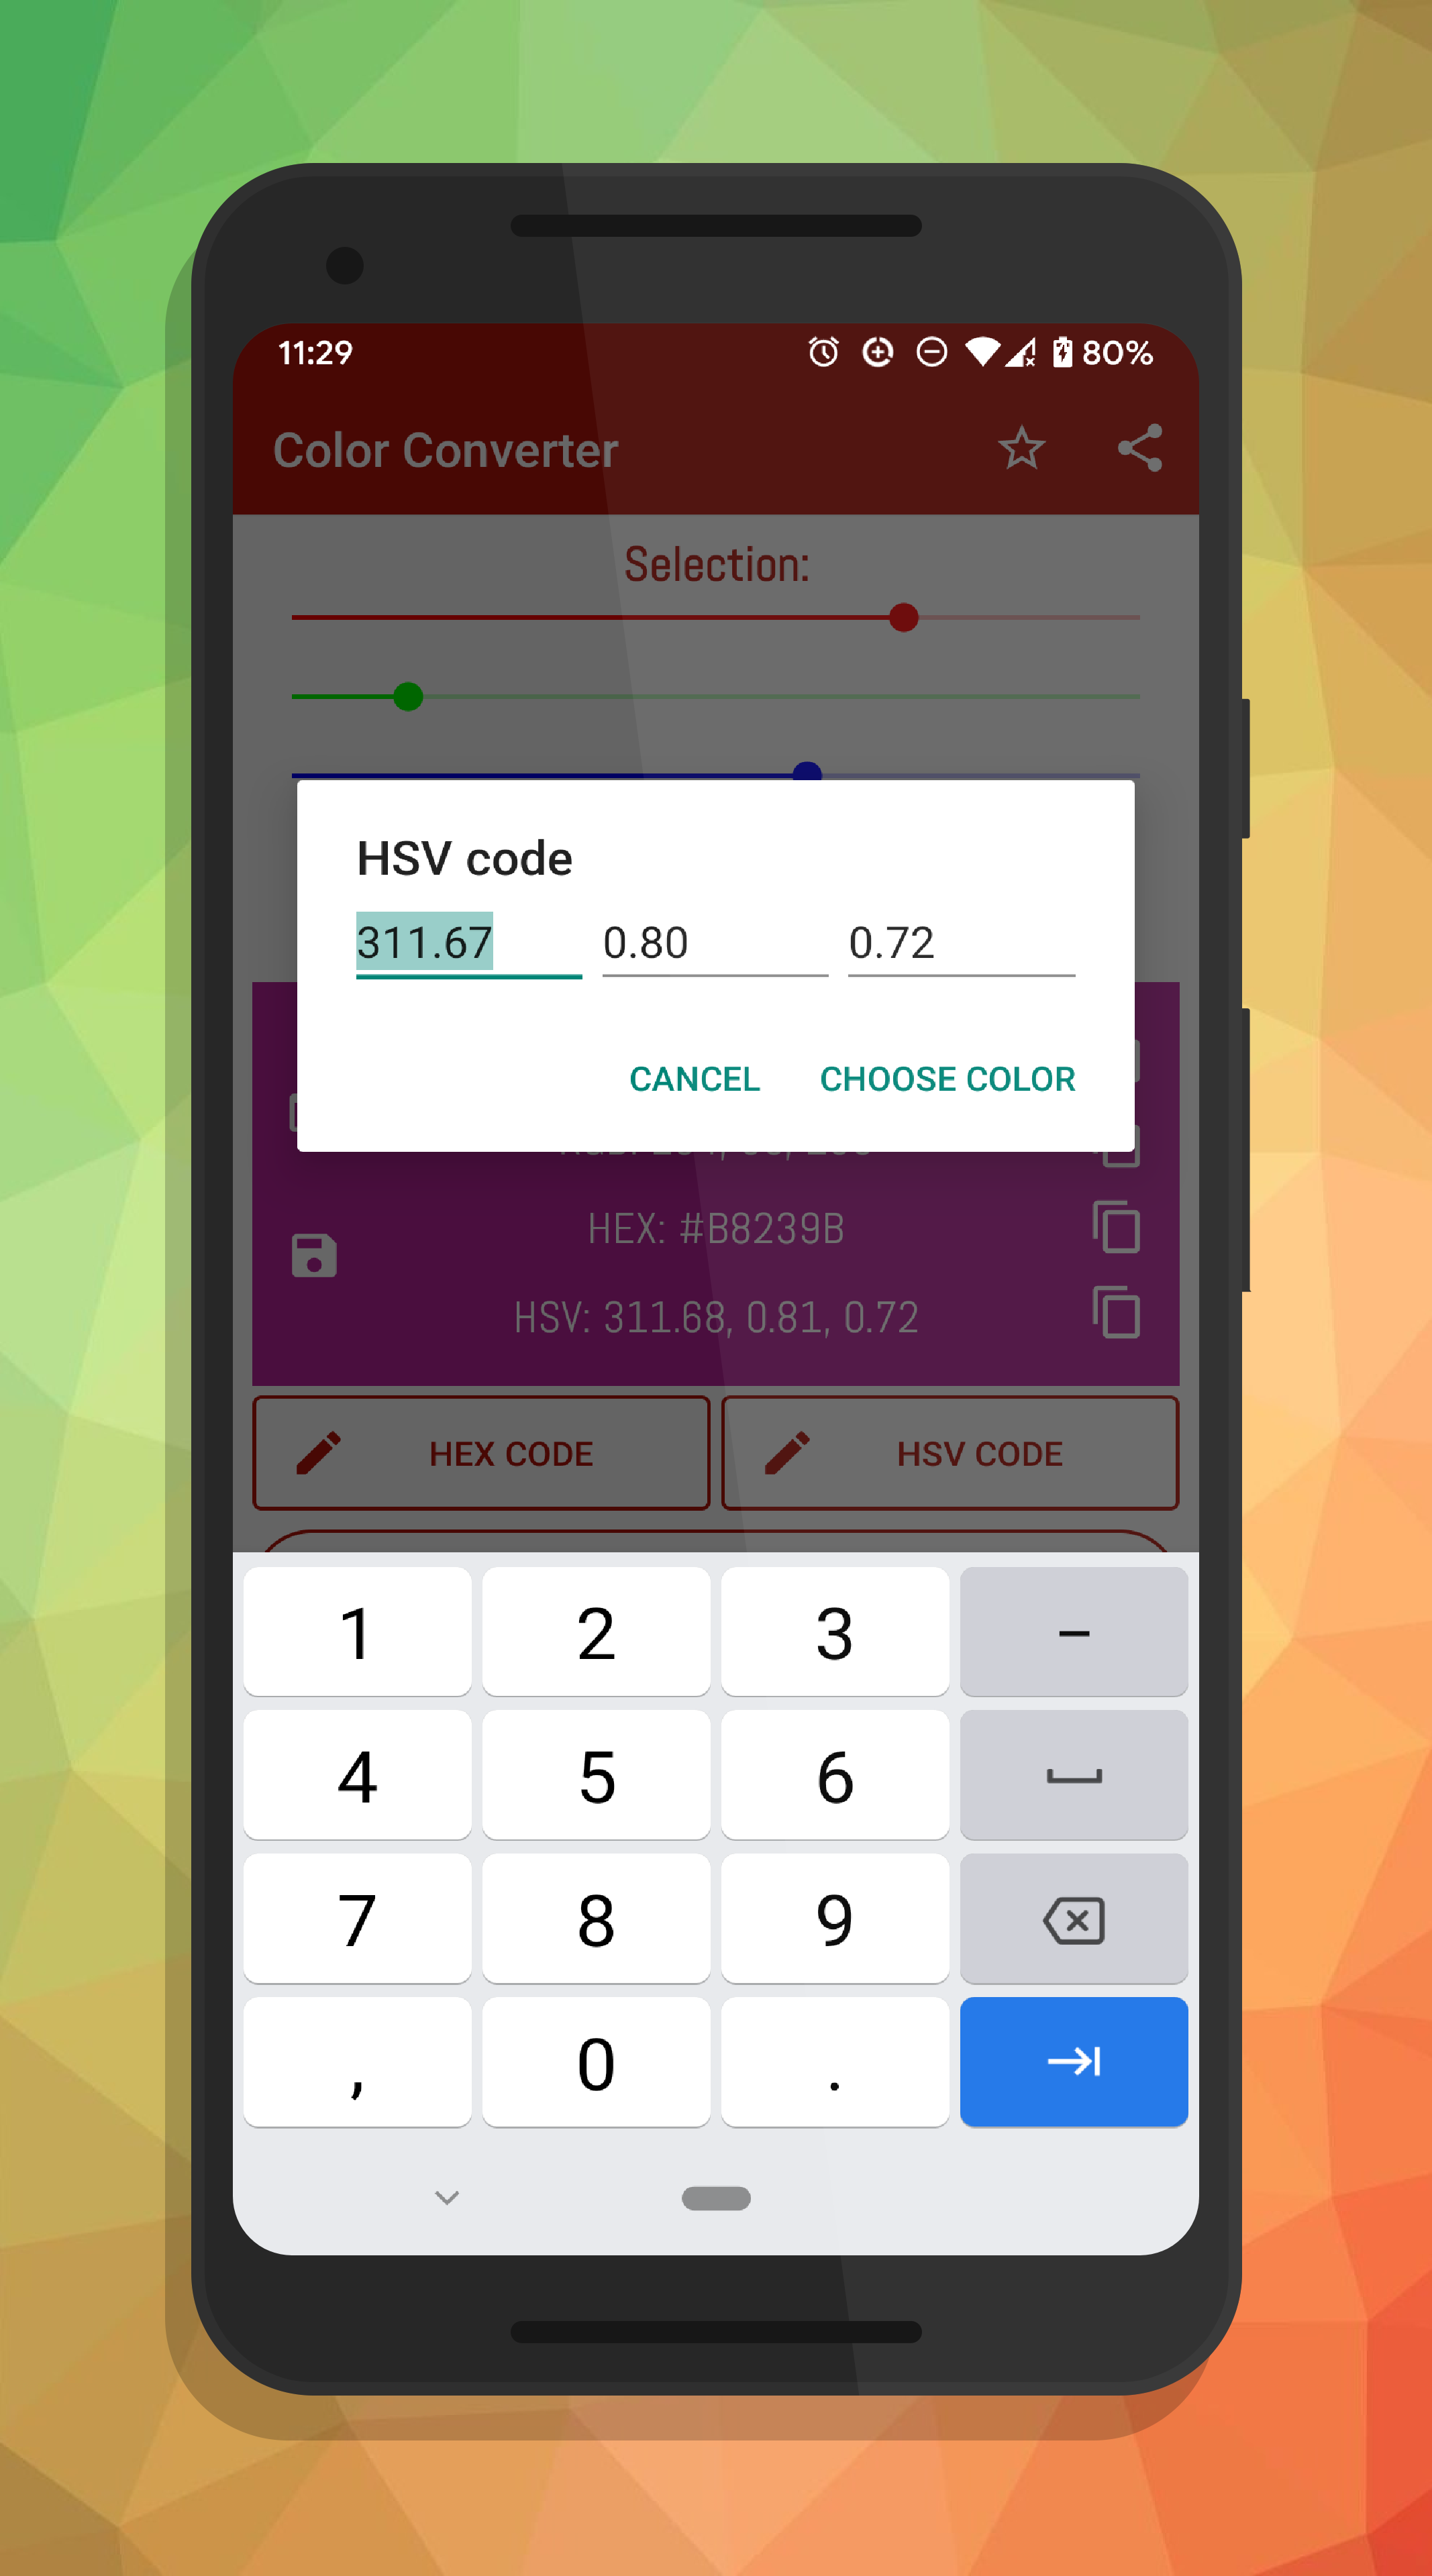 11:29 80%
Color Converter
Selection:
HSV code
311.67 0.80 0.72
CANCEL CHOOSE COLOR
HEX: #B8239B
HSV: 311.68, 0.81, 0.72
HEX CODE HSV CODE
1 2 3 –
4 5 6
7 8 9
, 0 .